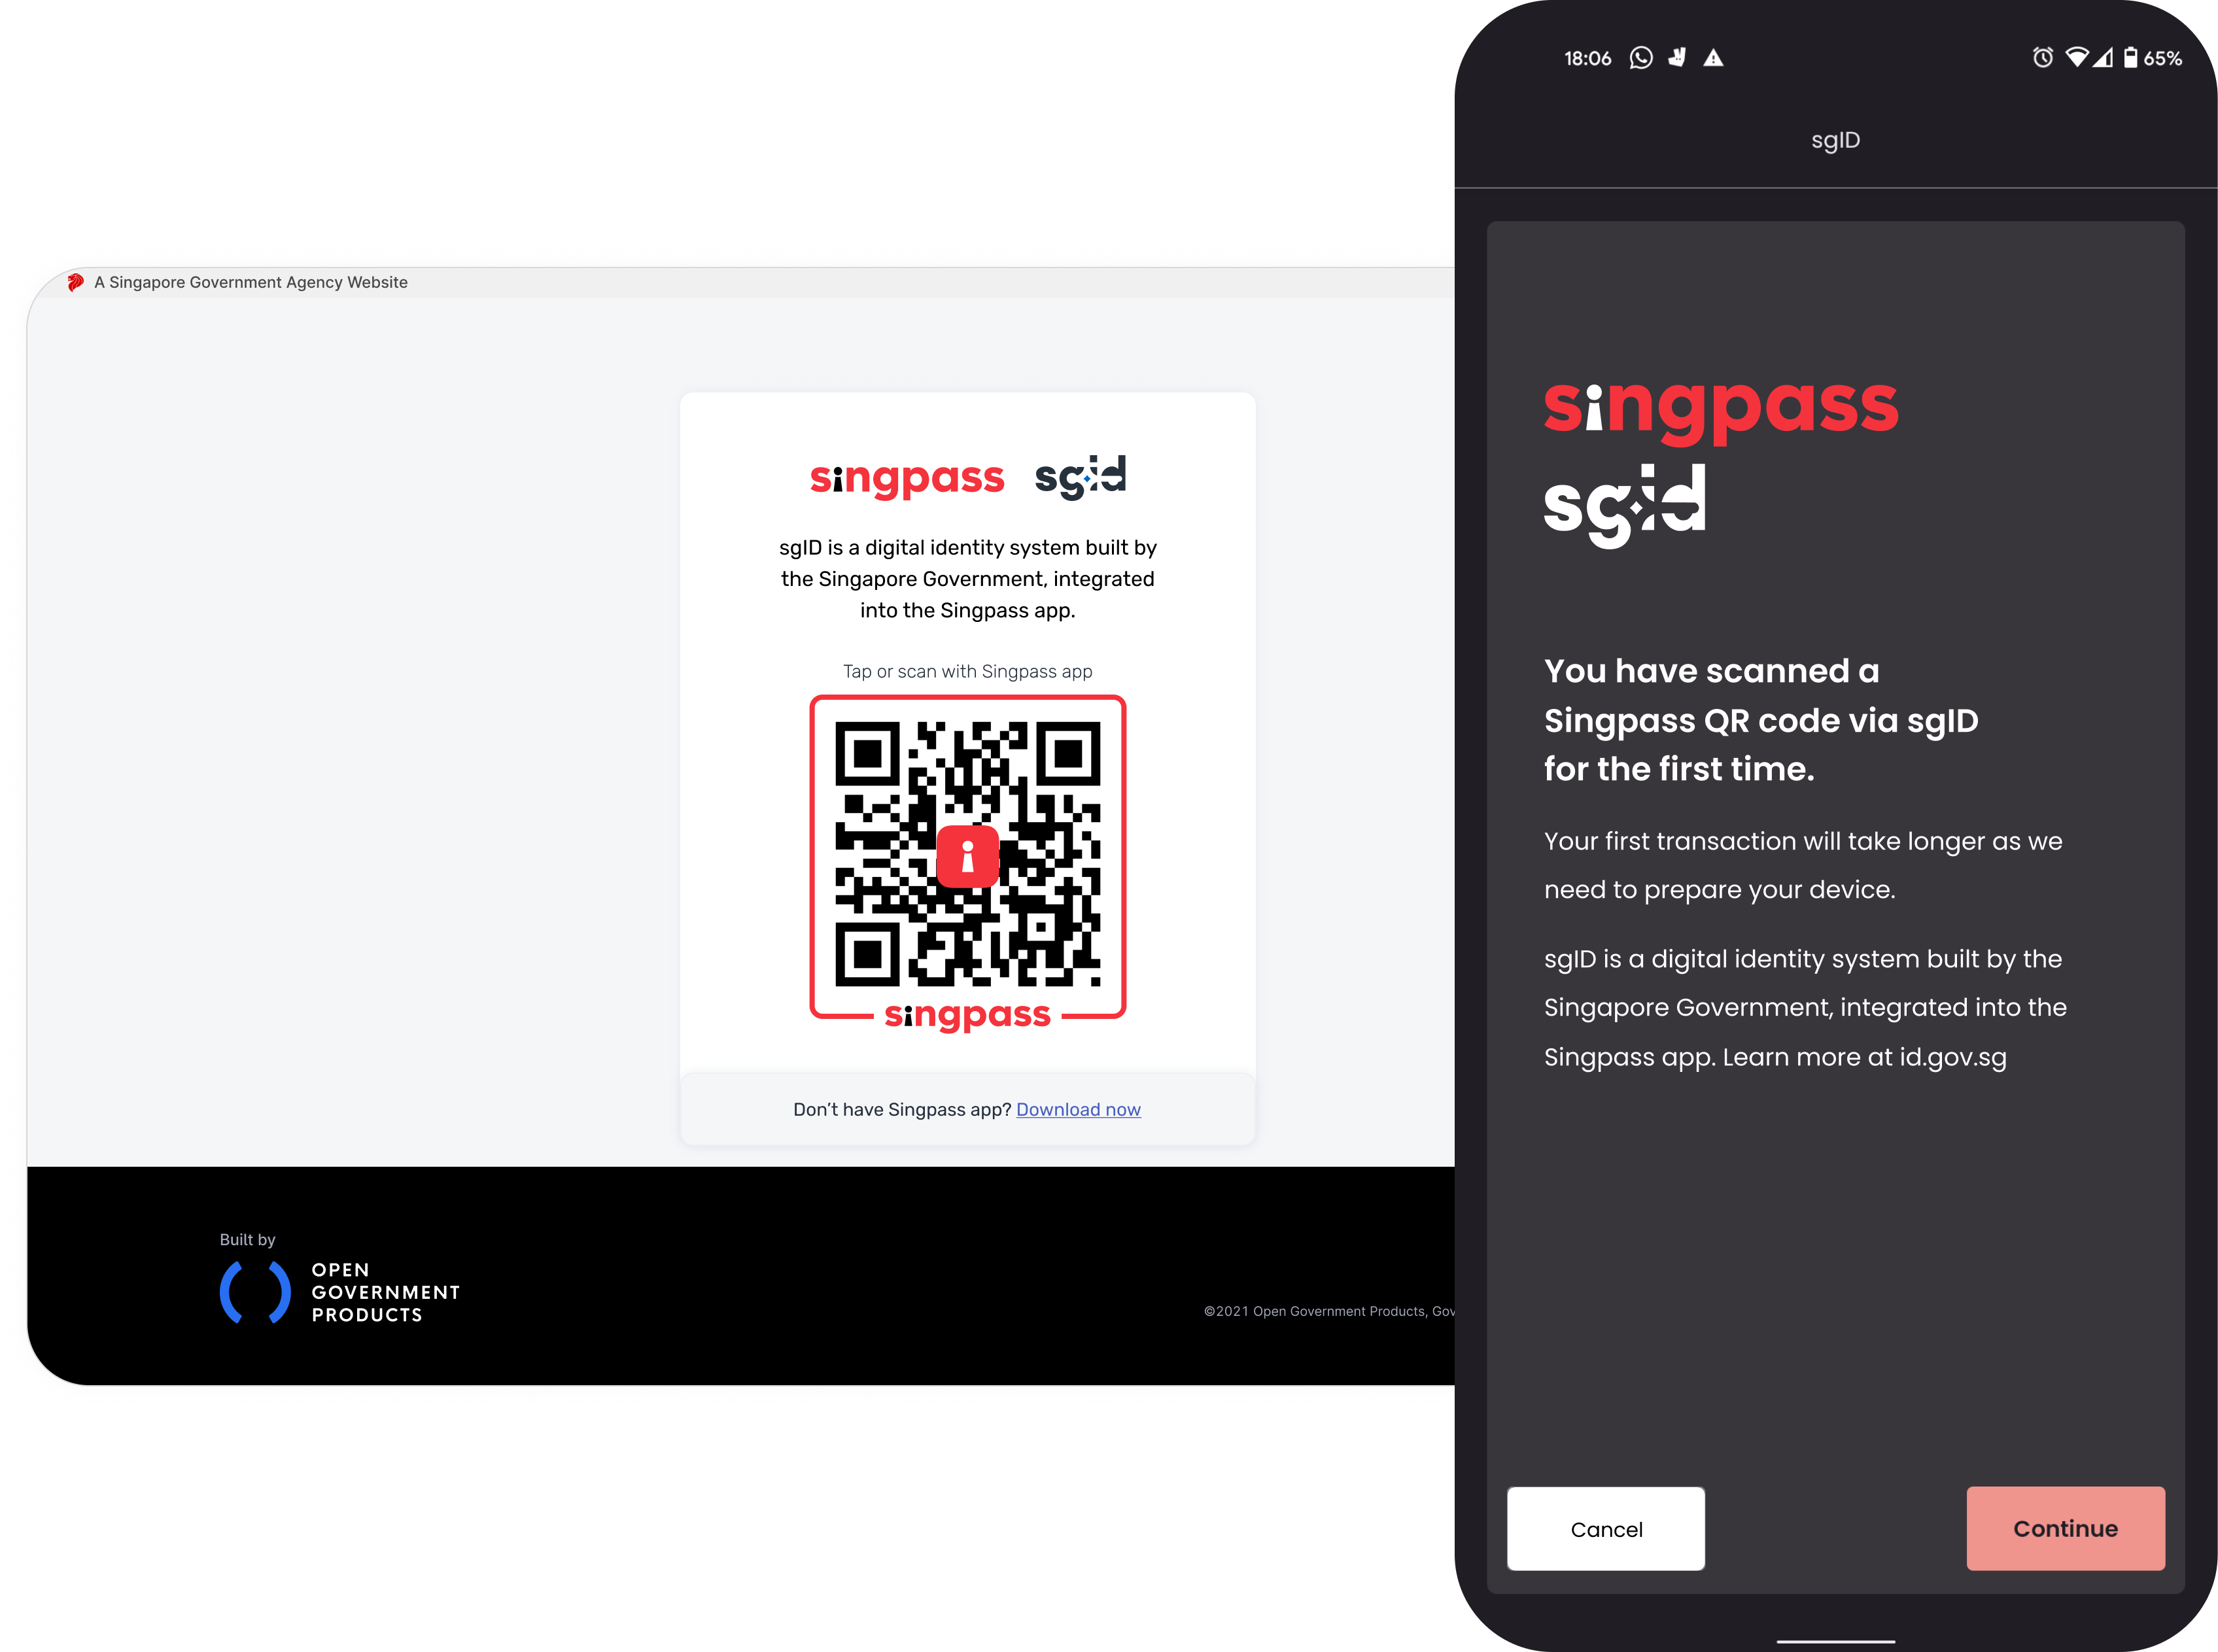 A Singapore Government Agency Website
singpass sgid
sgID is a digital identity system built by
the Singapore Government, integrated
into the Singpass app.
Tap or scan with Singpass app
singpass
Don’t have Singpass app? Download now
Built by
OPEN
GOVERNMENT
PRODUCTS
©2021 Open Government Products, Gov
18:06
65%
sgID
singpass
sgid
You have scanned a
Singpass QR code via sgID
for the first time.
Your first transaction will take longer as we
need to prepare your device.
sgID is a digital identity system built by the
Singapore Government, integrated into the
Singpass app. Learn more at id.gov.sg
Cancel
Continue